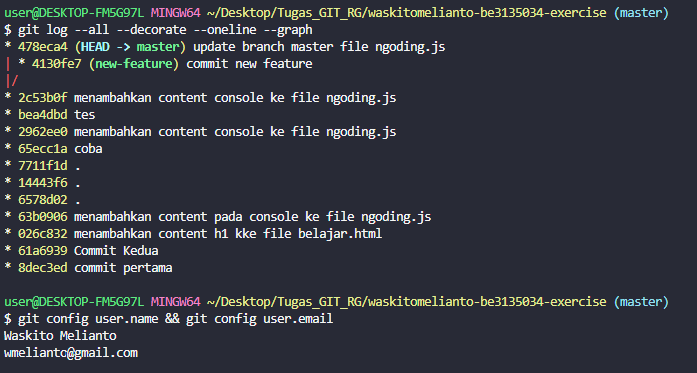 user@DESKTOP-FM5G97L MINGW64 ~/Desktop/Tugas_GIT_RG/waskitomelianto-be3135034-exercise (master)
$ git log --all --decorate --oneline --graph
* 478eca4 (HEAD -> master) update branch master file ngoding.js
| * 4130fe7 (new-feature) commit new feature
|/
* 2c53b0f menambahkan content console ke file ngoding.js
* bea4dbd tes
* 2962ee0 menambahkan content console ke file ngoding.js
* 65ecc1a coba
* 7711f1d .
* 14443f6 .
* 6578d02 .
* 63b0906 menambahkan content pada console ke file ngoding.js
* 026c832 menambahkan content h1 kke file belajar.html
* 61a6939 Commit Kedua
* 8dec3ed commit pertama
user@DESKTOP-FM5G97L MINGW64 ~/Desktop/Tugas_GIT_RG/waskitomelianto-be3135034-exercise (master)
$ git config user.name && git config user.email
Waskito Melianto
wmelianto@gmail.com